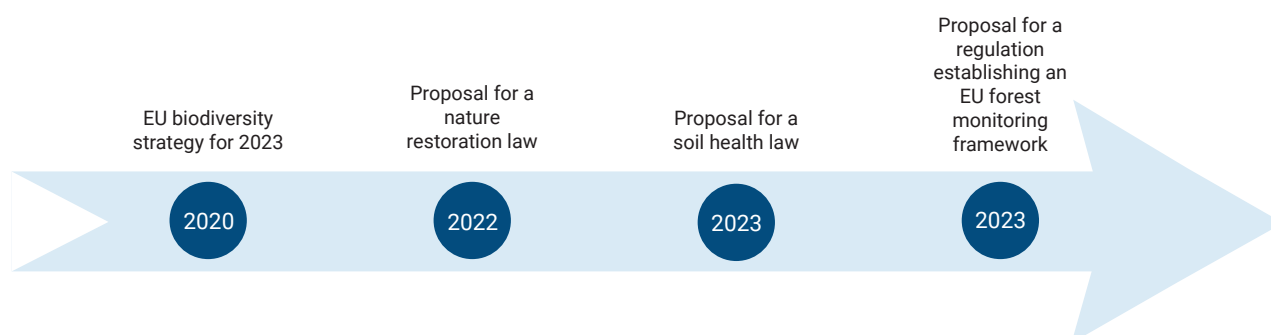 EU biodiversity
strategy for 2023
Proposal for a
nature
restoration law
Proposal for a
soil health law
Proposal for a
regulation
establishing an
EU forest
monitoring
framework
2020
2022
2023
2023